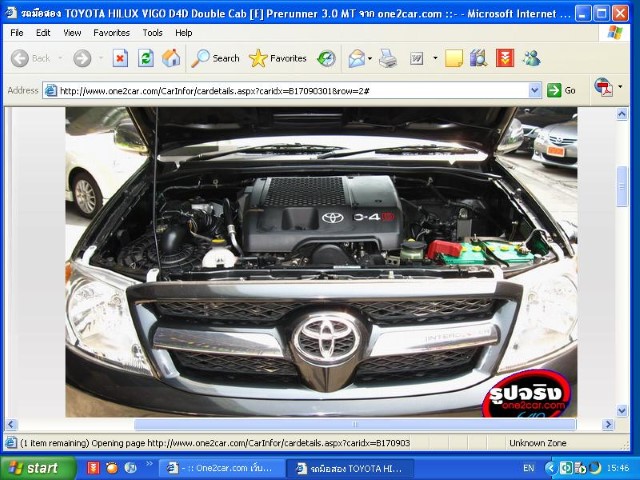 รถมือสอง TOYOTA HILUX VIGO D4D Double Cab [E] Prerunner 3.0 MT จาก one2car.com ::- - Microsoft Internet ...
File Edit View Favorites Tools Help
Back Search Favorites
Address http://www.one2car.com/CarInfor/cardetails.aspx?caridx=B17090301&row=2# Go
D-4D
INTERCOOLER
รูปจริง
one2car.com
(1 item remaining) Opening page http://www.one2car.com/CarInfor/cardetails.aspx?caridx=B170903 Unknown Zone
start - :: One2car.com เว็บ... รถมือสอง TOYOTA HI... EN 15:46